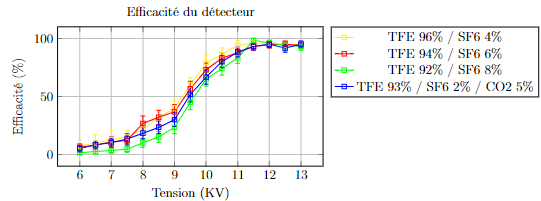 Efficacité du détecteur
Efficacité (%)
100
50
0
6 7 8 9 10 11 12 13
Tension (KV)
TFE 96% / SF6 4%
TFE 94% / SF6 6%
TFE 92% / SF6 8%
TFE 93% / SF6 2% / CO2 5%